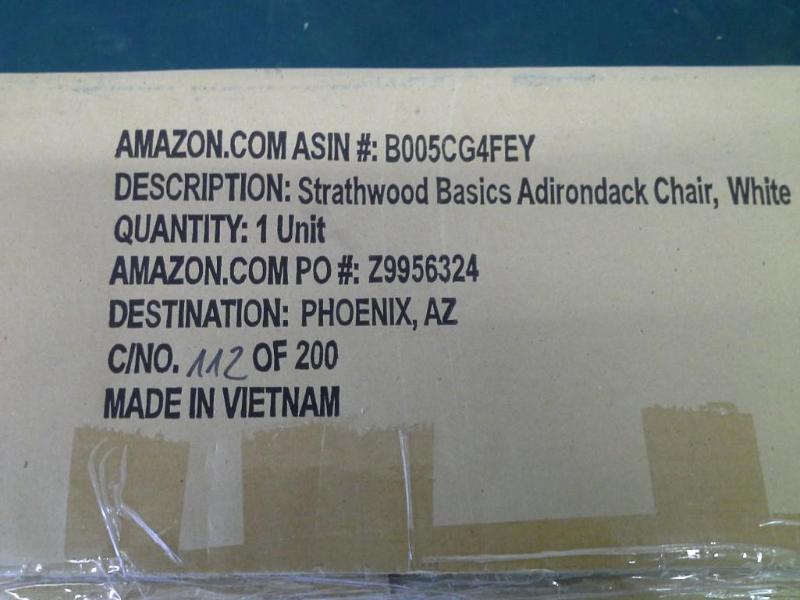 AMAZON.COM ASIN #: B005CG4FEY
DESCRIPTION: Strathwood Basics Adirondack Chair, White
QUANTITY: 1 Unit
AMAZON.COM PO #: Z9956324
DESTINATION: PHOENIX, AZ
C/NO. 112 OF 200
MADE IN VIETNAM